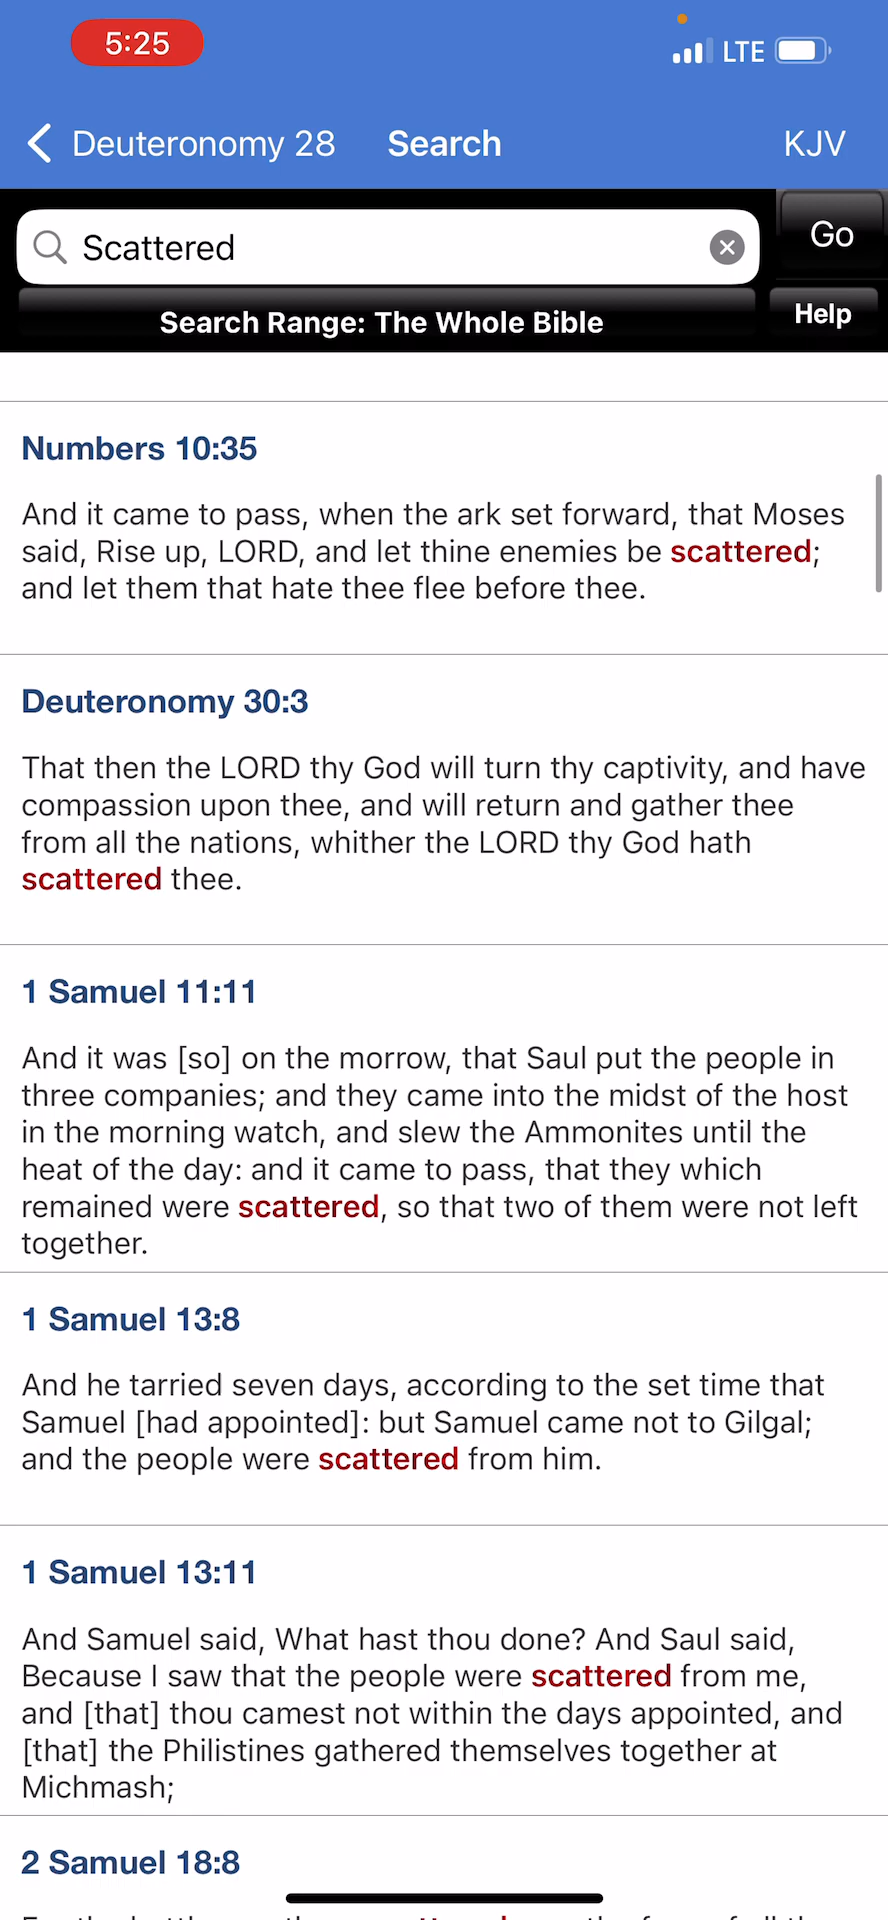 5:25 LTE
Deuteronomy 28 Search KJV
Scattered Go
Search Range: The Whole Bible Help
Numbers 10:35
And it came to pass, when the ark set forward, that Moses
said, Rise up, LORD, and let thine enemies be scattered;
and let them that hate thee flee before thee.
Deuteronomy 30:3
That then the LORD thy God will turn thy captivity, and have
compassion upon thee, and will return and gather thee
from all the nations, whither the LORD thy God hath
scattered thee.
1 Samuel 11:11
And it was [so] on the morrow, that Saul put the people in
three companies; and they came into the midst of the host
in the morning watch, and slew the Ammonites until the
heat of the day: and it came to pass, that they which
remained were scattered, so that two of them were not left
together.
1 Samuel 13:8
And he tarried seven days, according to the set time that
Samuel [had appointed]: but Samuel came not to Gilgal;
and the people were scattered from him.
1 Samuel 13:11
And Samuel said, What hast thou done? And Saul said,
Because I saw that the people were scattered from me,
and [that] thou camest not within the days appointed, and
[that] the Philistines gathered themselves together at
Michmash;
2 Samuel 18:8